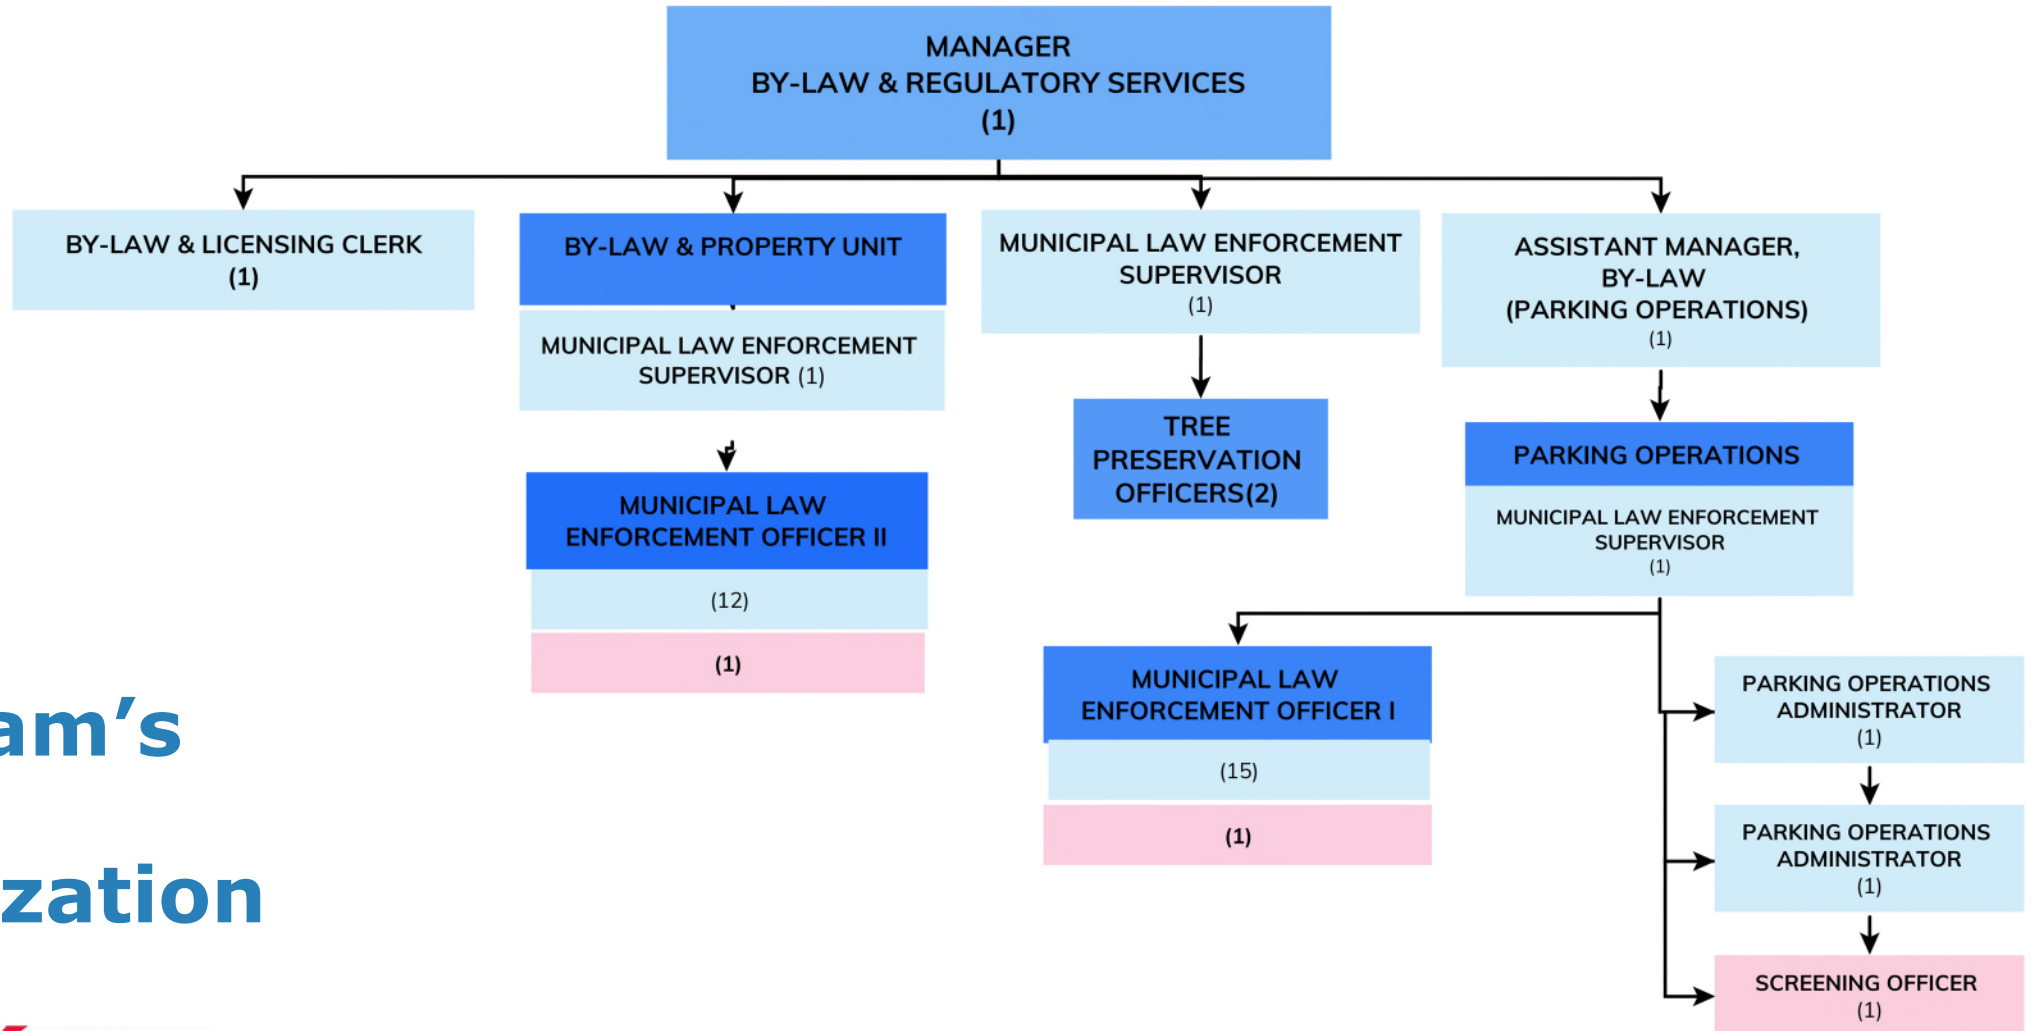 MANAGER
BY-LAW & REGULATORY SERVICES
(1)
BY-LAW & LICENSING CLERK
(1)
BY-LAW & PROPERTY UNIT
MUNICIPAL LAW ENFORCEMENT
SUPERVISOR (1)
MUNICIPAL LAW
ENFORCEMENT OFFICER II
(12)
(1)
MUNICIPAL LAW ENFORCEMENT
SUPERVISOR
(1)
TREE
PRESERVATION
OFFICERS(2)
ASSISTANT MANAGER,
BY-LAW
(PARKING OPERATIONS)
(1)
PARKING OPERATIONS
MUNICIPAL LAW ENFORCEMENT
SUPERVISOR
(1)
MUNICIPAL LAW
ENFORCEMENT OFFICER I
(15)
(1)
PARKING OPERATIONS
ADMINISTRATOR
(1)
PARKING OPERATIONS
ADMINISTRATOR
(1)
SCREENING OFFICER
(1)
am's
zation